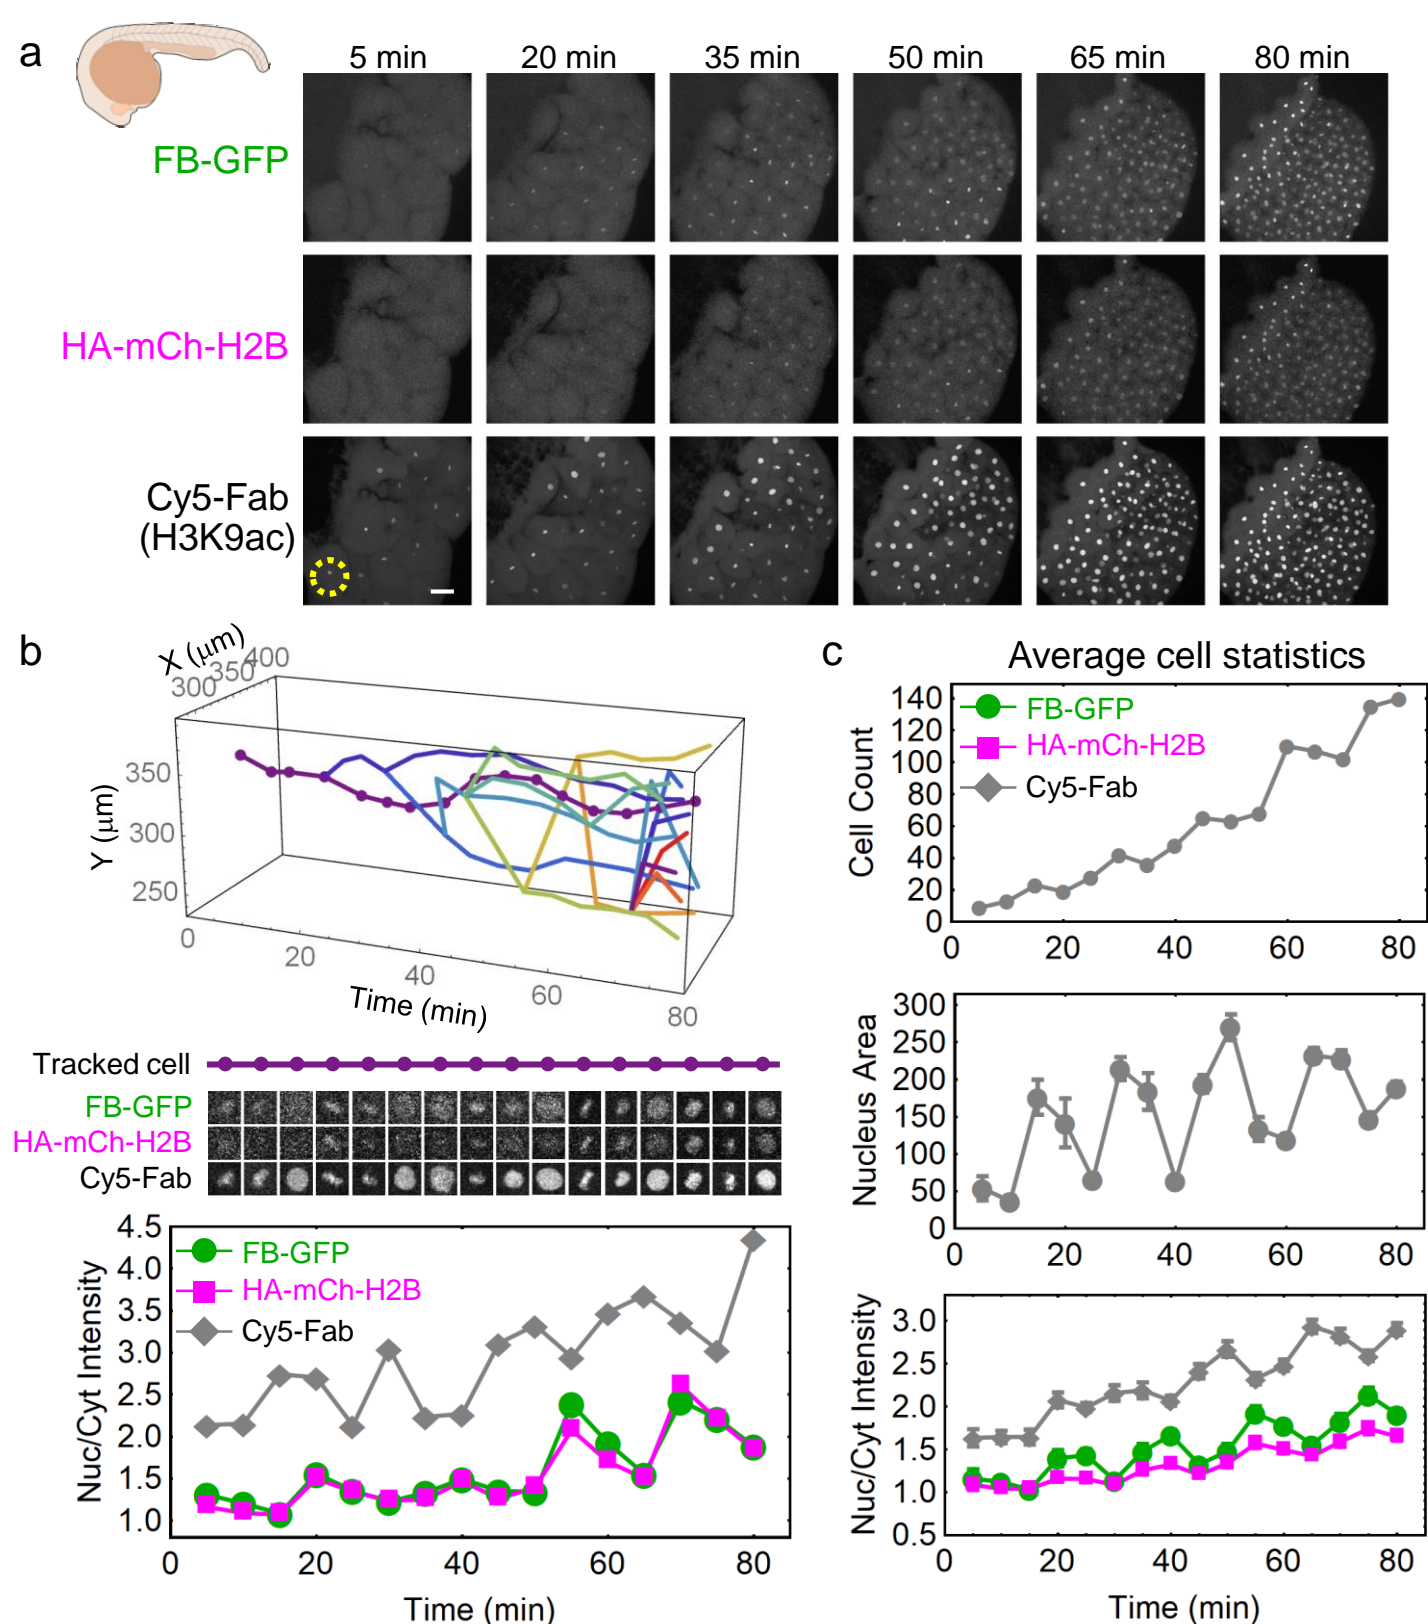 a
5 min 20 min 35 min 50 min 65 min 80 min
FB-GFP
HA-mCh-H2B
Cy5-Fab
(H3K9ac)
b
X (μm)
300 350 400
Y (μm)
350
300
250
0 20 40 60 80
Time (min)
Tracked cell
FB-GFP
HA-mCh-H2B
Cy5-Fab
Nuc/Cyt Intensity
4.5
4.0
3.5
3.0
2.5
2.0
1.5
1.0
FB-GFP
HA-mCh-H2B
Cy5-Fab
0 20 40 60 80
Time (min)
c
Average cell statistics
Cell Count
140
120
100
80
60
40
20
0
FB-GFP
HA-mCh-H2B
Cy5-Fab
0 20 40 60 80
Nucleus Area
300
250
200
150
100
50
0
0 20 40 60 80
Nuc/Cyt Intensity
3.0
2.5
2.0
1.5
1.0
0.5
0 20 40 60 80
Time (min)